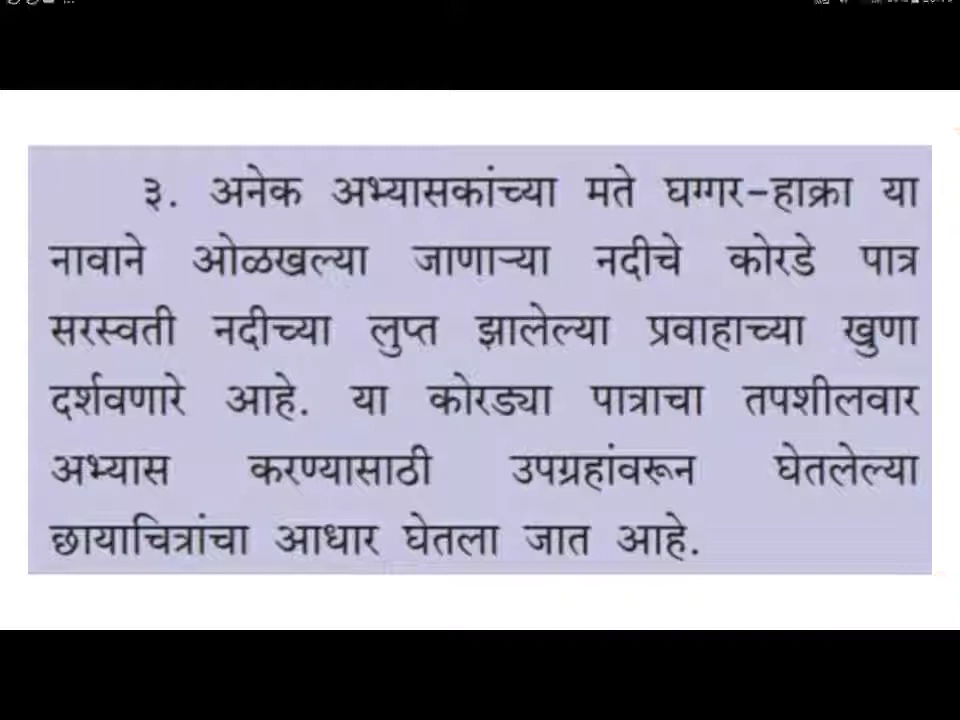 ३. अनेक अभ्यासकांच्या मते घग्गर-हाक्रा या
नावाने ओळखल्या जाणाऱ्या नदीचे कोरडे पात्र
सरस्वती नदीच्या लुप्त झालेल्या प्रवाहाच्या खुणा
दर्शवणारे आहे. या कोरड्या पात्राचा तपशीलवार
अभ्यास करण्यासाठी उपग्रहांवरून घेतलेल्या
छायाचित्रांचा आधार घेतला जात आहे.